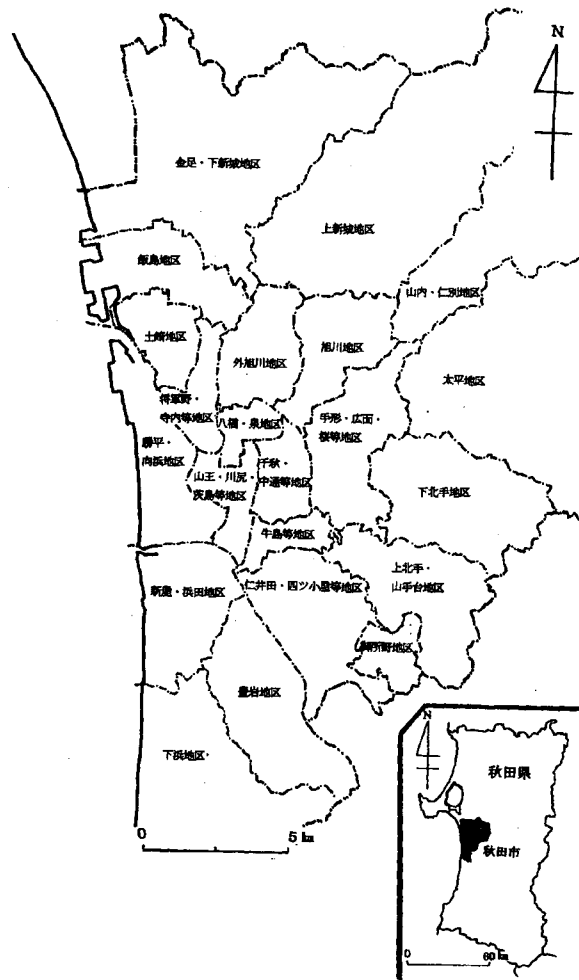 N
金足・下新城地区
上新城地区
飯島地区
山内・仁別地区
土崎地区
外旭川地区
旭川地区
太平地区
将軍野・
寺内等地区
八橋・泉地区
手形・広面・
桜等地区
勝平・
向浜地区
山王・川尻・
茨島等地区
千秋・
中通等地区
下北手地区
牛島等地区
上北手・
山手台地区
新屋・浜田地区
仁井田・四ツ小屋等地区
御所野地区
豊岩地区
下浜地区
0 5 km
N
秋田県
秋田市
0 60 km